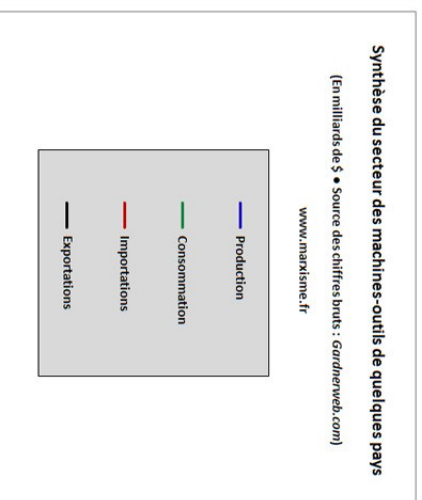 Synthèse du secteur des machines-outils de quelques pays
(En milliards de $ • Source des chiffres bruts : Gardnerweb.com)
www.marxisme.fr
Production
Consommation
Importations
Exportations